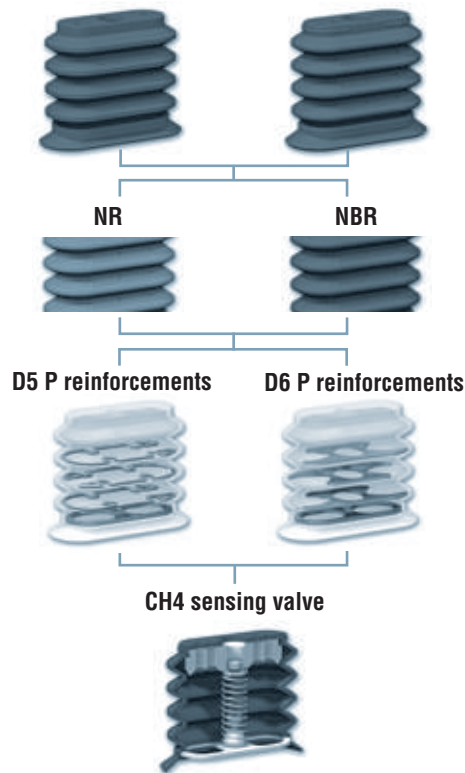 NR
NBR
D5 P reinforcements
D6 P reinforcements
CH4 sensing valve